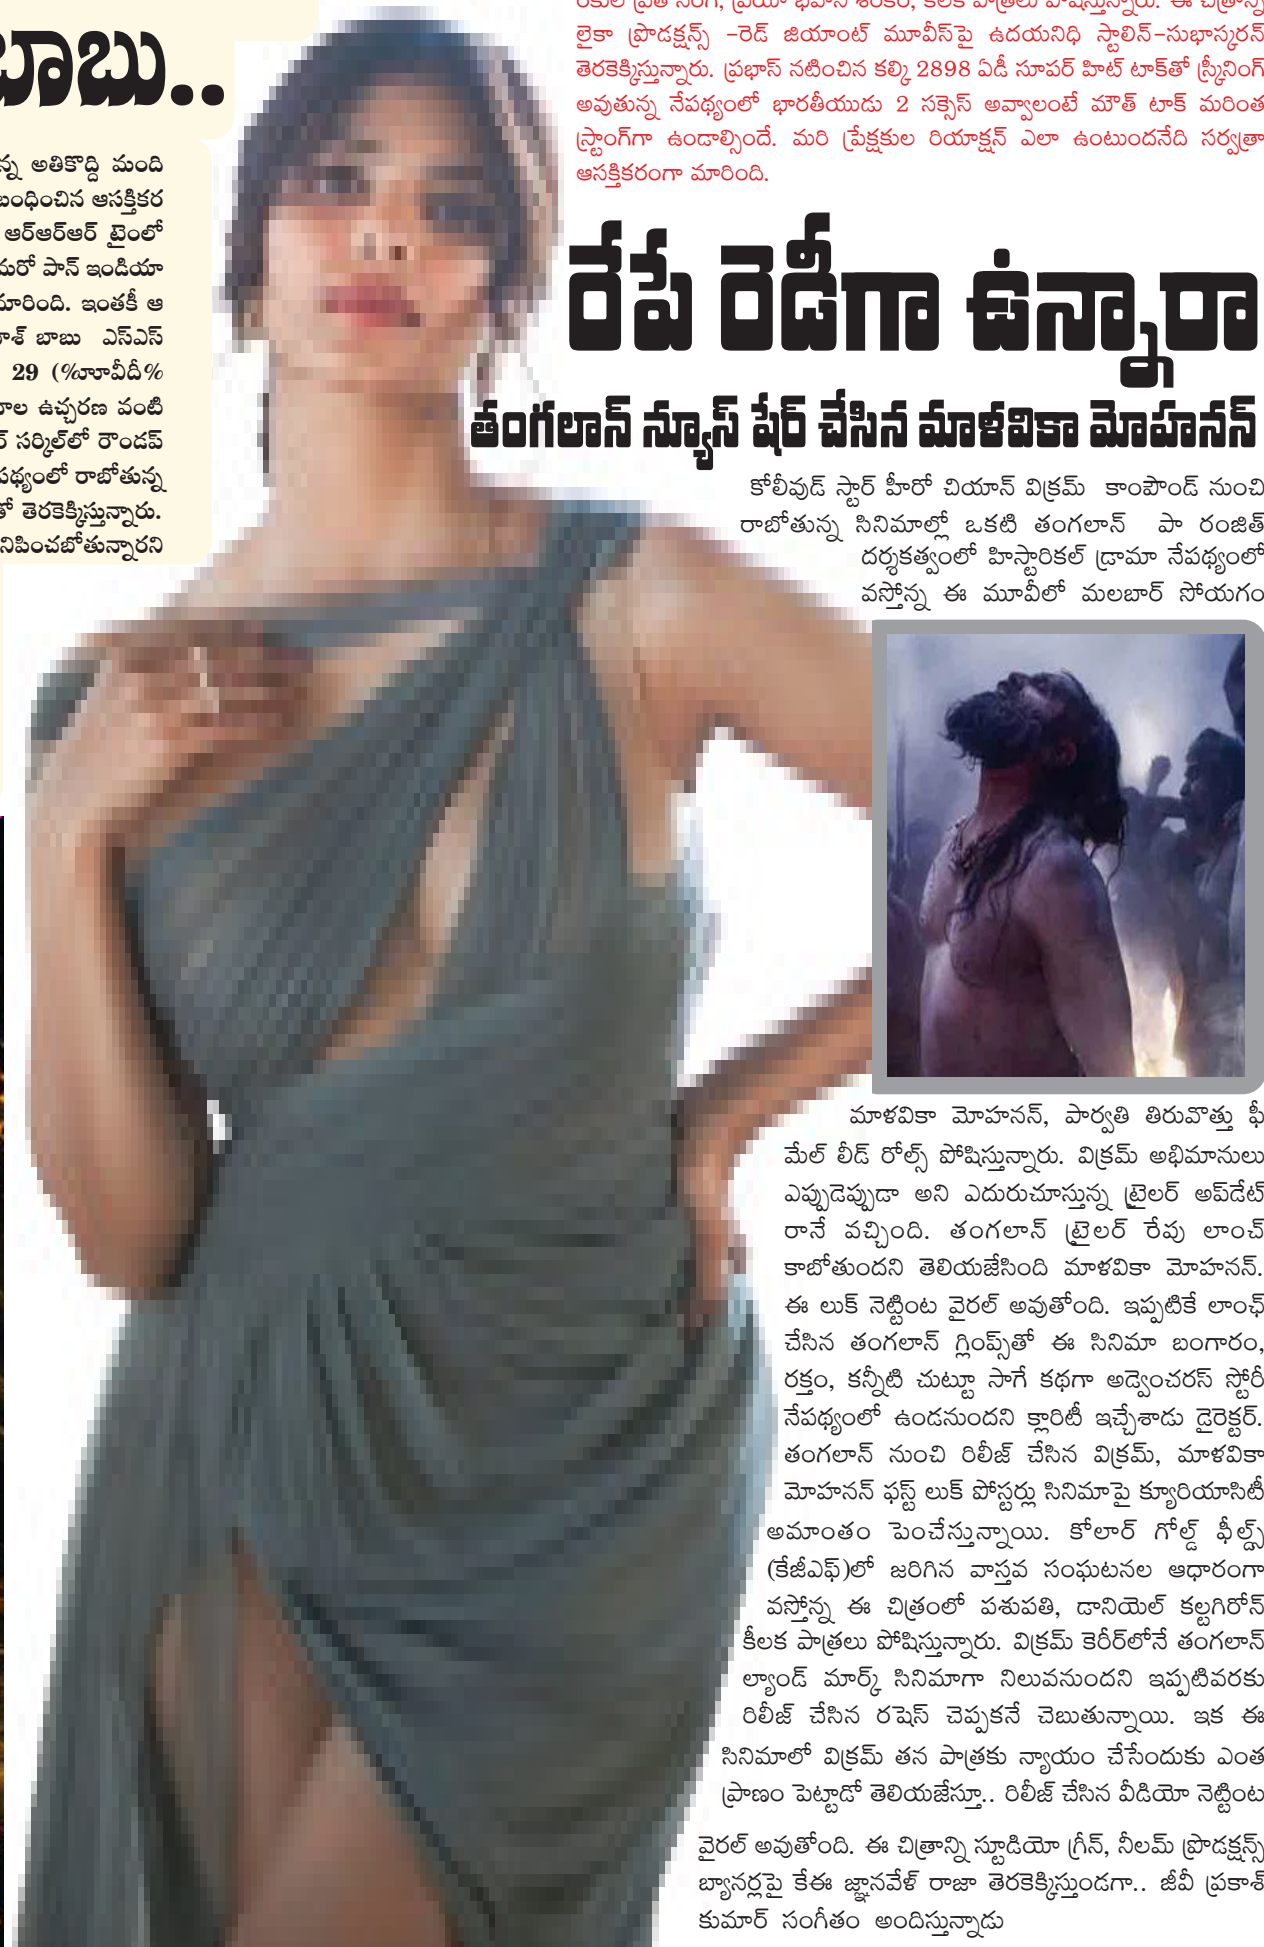 బాబు..
న్న అతికొద్ది మంది
బంధించిన ఆసక్తికర
ఆర్ఆర్ఆర్ టైంలో
మరో పాన్ ఇండియా
మారింది. ఇంతకీ ఆ
బాబు ఎస్ఎస్
29 (%
ఉచ్చరణ వంటి
సర్కిల్‌లో రౌండప్
నేపథ్యంలో రాబోతున్న
తో తెరకెక్కిస్తున్నారు.
నిపించబోతున్నారని
రకుల్ ప్రీత్ సింగ్, ప్రియా భవానీ శంకర్, కీలక పాత్రలు పోషిస్తున్నారు. ఈ చిత్రాన్ని
లైకా ప్రొడక్షన్స్ –రెడ్ జియాంట్ మూవీస్‌పై ఉదయనిధి స్టాలిన్–సుభాస్కరన్
తెరకెక్కిస్తున్నారు. ప్రభాస్ నటించిన కల్కి 2898 ఏడీ సూపర్ హిట్ టాక్‌తో స్క్రీనింగ్
అవుతున్న నేపథ్యంలో భారతీయుడు 2 సక్సెస్ అవ్వాలంటే మౌత్ టాక్ మరింత
స్ట్రాంగ్‌గా ఉండాల్సిందే. మరి ప్రేక్షకుల రియాక్షన్ ఎలా ఉంటుందనేది సర్వత్రా
ఆసక్తికరంగా మారింది.
రేపే రెడీగా ఉన్నారా
తంగలాన్ న్యూస్ షేర్ చేసిన మాళవికా మోహనన్
కోలీవుడ్ స్టార్ హీరో చియాన్ విక్రమ్ కాంపౌండ్ నుంచి
రాబోతున్న సినిమాల్లో ఒకటి తంగలాన్ పా రంజిత్
దర్శకత్వంలో హిస్టారికల్ డ్రామా నేపథ్యంలో
వస్తోన్న ఈ మూవీలో మలబార్ సోయగం
మాళవికా మోహనన్, పార్వతి తిరువొత్తు ఫీ
మేల్ లీడ్ రోల్స్ పోషిస్తున్నారు. విక్రమ్ అభిమానులు
ఎప్పుడెప్పుడా అని ఎదురుచూస్తున్న ట్రైలర్ అప్‌డేట్
రానే వచ్చింది. తంగలాన్ ట్రైలర్ రేపు లాంచ్
కాబోతుందని తెలియజేసింది మాళవికా మోహనన్.
ఈ లుక్ నెట్టింట వైరల్ అవుతోంది. ఇప్పటికే లాంఛ్
చేసిన తంగలాన్ గ్లింప్స్‌తో ఈ సినిమా బంగారం,
రక్తం, కన్నీటి చుట్టూ సాగే కథగా అడ్వెంచరస్ స్టోరీ
నేపథ్యంలో ఉండనుందని క్లారిటీ ఇచ్చేశాడు డైరెక్టర్.
తంగలాన్ నుంచి రిలీజ్ చేసిన విక్రమ్, మాళవికా
మోహనన్ ఫస్ట్ లుక్ పోస్టర్లు సినిమాపై క్యూరియాసిటీ
అమాంతం పెంచేస్తున్నాయి. కోలార్ గోల్డ్ ఫీల్డ్స్
(కేజీఎఫ్)లో జరిగిన వాస్తవ సంఘటనల ఆధారంగా
వస్తోన్న ఈ చిత్రంలో పశుపతి, డానియెల్ కల్టగిరోన్
కీలక పాత్రలు పోషిస్తున్నారు. విక్రమ్ కెరీర్‌లోనే తంగలాన్
ల్యాండ్ మార్క్ సినిమాగా నిలువనుందని ఇప్పటివరకు
రిలీజ్ చేసిన రషెస్ చెప్పకనే చెబుతున్నాయి. ఇక ఈ
సినిమాలో విక్రమ్ తన పాత్రకు న్యాయం చేసేందుకు ఎంత
ప్రాణం పెట్టాడో తెలియజేస్తూ.. రిలీజ్ చేసిన వీడియో నెట్టింట
వైరల్ అవుతోంది. ఈ చిత్రాన్ని స్టూడియో గ్రీన్, నీలమ్ ప్రొడక్షన్స్
బ్యానర్లపై కేఈ జ్ఞానవేళ్ రాజా తెరకెక్కిస్తుండగా.. జీవీ ప్రకాశ్
కుమార్ సంగీతం అందిస్తున్నాడు